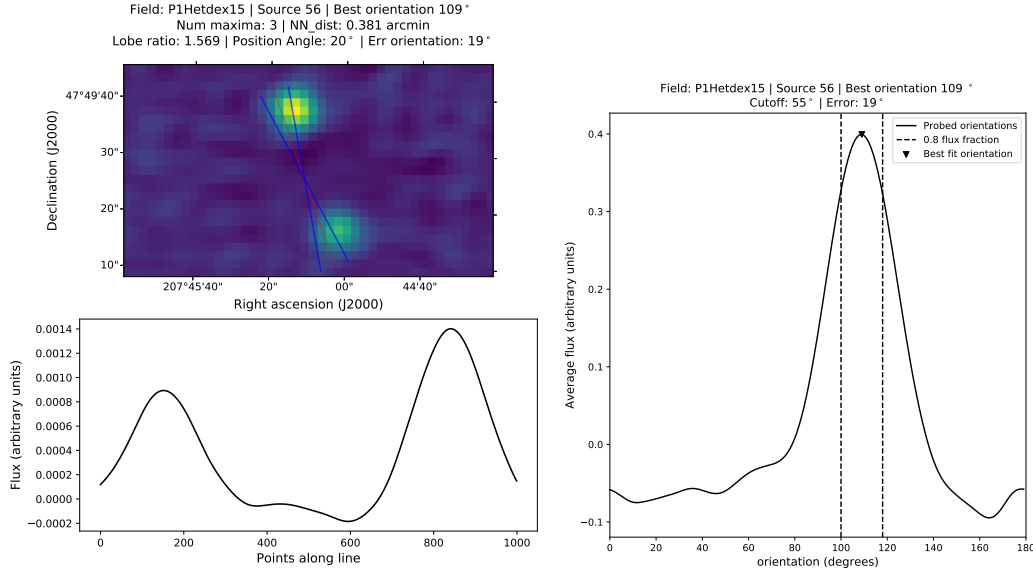 Field: P1Hetdex15 | Source 56 | Best orientation 109°
Num maxima: 3 | NN_dist: 0.381 arcmin
Lobe ratio: 1.569 | Position Angle: 20° | Err orientation: 19°
47°49'40"
30"
20"
10"
Declination (J2000)
207°45'40"
20"
00"
44'40"
Right ascension (J2000)
0.0014
0.0012
0.0010
0.0008
0.0006
0.0004
0.0002
0.0000
−0.0002
Flux (arbitrary units)
0
200
400
600
800
1000
Points along line
Field: P1Hetdex15 | Source 56 | Best orientation 109 °
Cutoff: 55° | Error: 19°
Probed orientations
0.8 flux fraction
Best fit orientation
0.4
0.3
0.2
0.1
0.0
−0.1
Average flux (arbitrary units)
0
20
40
60
80
100
120
140
160
180
orientation (degrees)